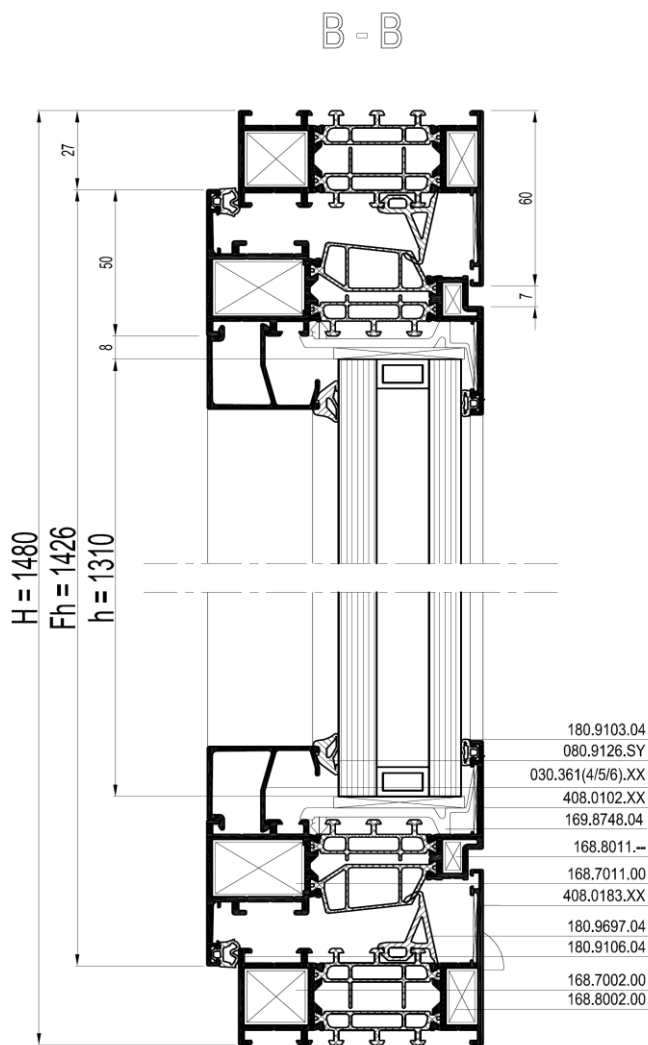 B - B
27
50
8
60
7
H = 1480
Fh = 1426
h = 1310
180.9103.04
080.9126.SY
030.361(4/5/6).XX
408.0102.XX
169.8748.04
168.8011.--
168.7011.00
408.0183.XX
180.9697.04
180.9106.04
168.7002.00
168.8002.00